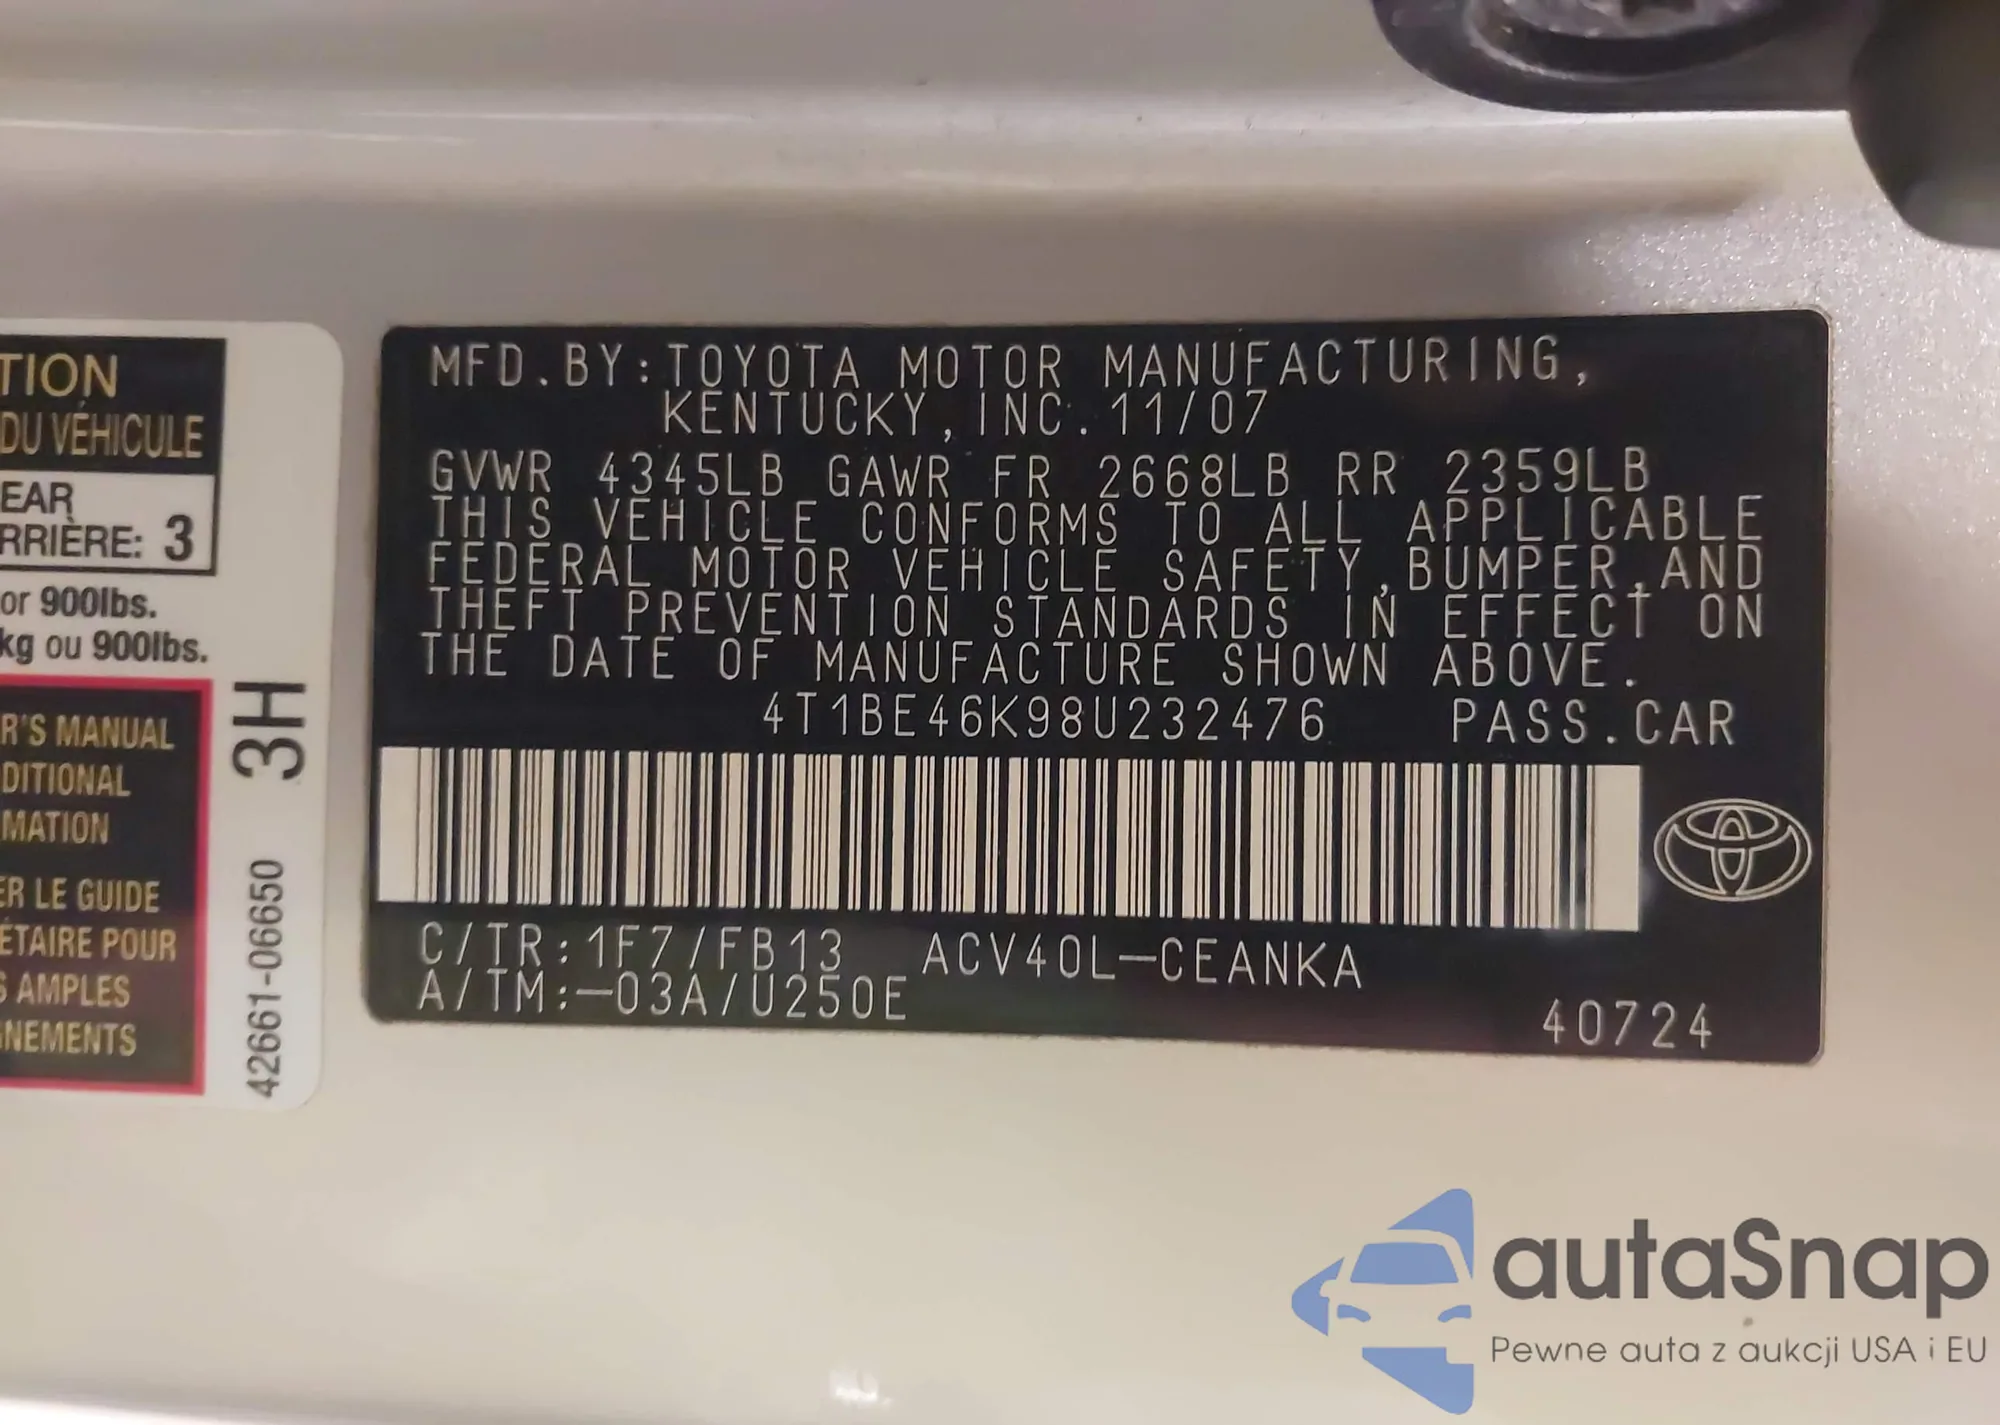 TION
DU VÉHICULE
EAR
RRIÈRE: 3
or 900lbs.
kg ou 900lbs.
R'S MANUAL
DITIONAL
MATION
ER LE GUIDE
ÉTAIRE POUR
S AMPLES
GNEMENTS
3H
42661-06650
MFD.BY:TOYOTA MOTOR MANUFACTURING,
KENTUCKY,INC. 11/07
GVWR 4345LB GAWR FR 2668LB RR 2359LB
THIS VEHICLE CONFORMS TO ALL APPLICABLE
FEDERAL MOTOR VEHICLE SAFETY,BUMPER,AND
THEFT PREVENTION STANDARDS IN EFFECT ON
THE DATE OF MANUFACTURE SHOWN ABOVE.
4T1BE46K98U232476 PASS.CAR
C/TR:1F7/FB13 ACV40L-CEANKA
A/TM:-03A/U250E
40724
autaSnap
Pewne auta z aukcji USA i EU